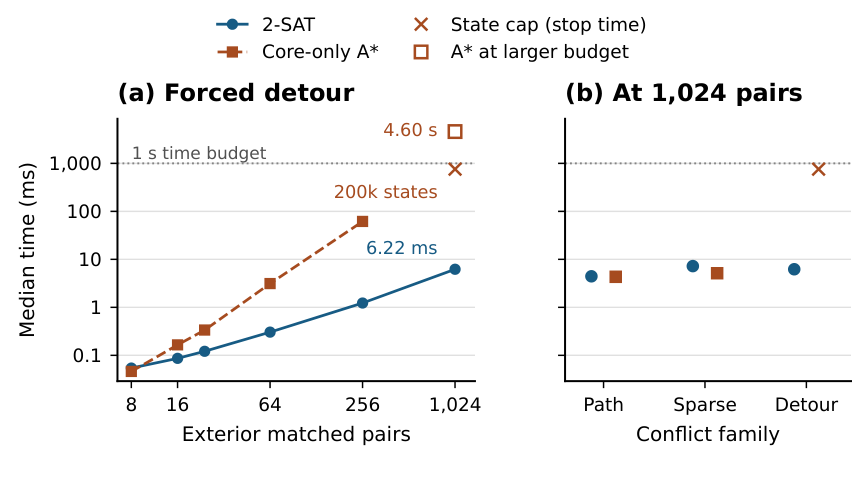 2-SAT
Core-only A*
State cap (stop time)
A* at larger budget
(a) Forced detour
Median time (ms)
1,000
100
10
1
0.1
1 s time budget
4.60 s
200k states
6.22 ms
8 16 64 256 1,024
Exterior matched pairs
(b) At 1,024 pairs
Path Sparse Detour
Conflict family